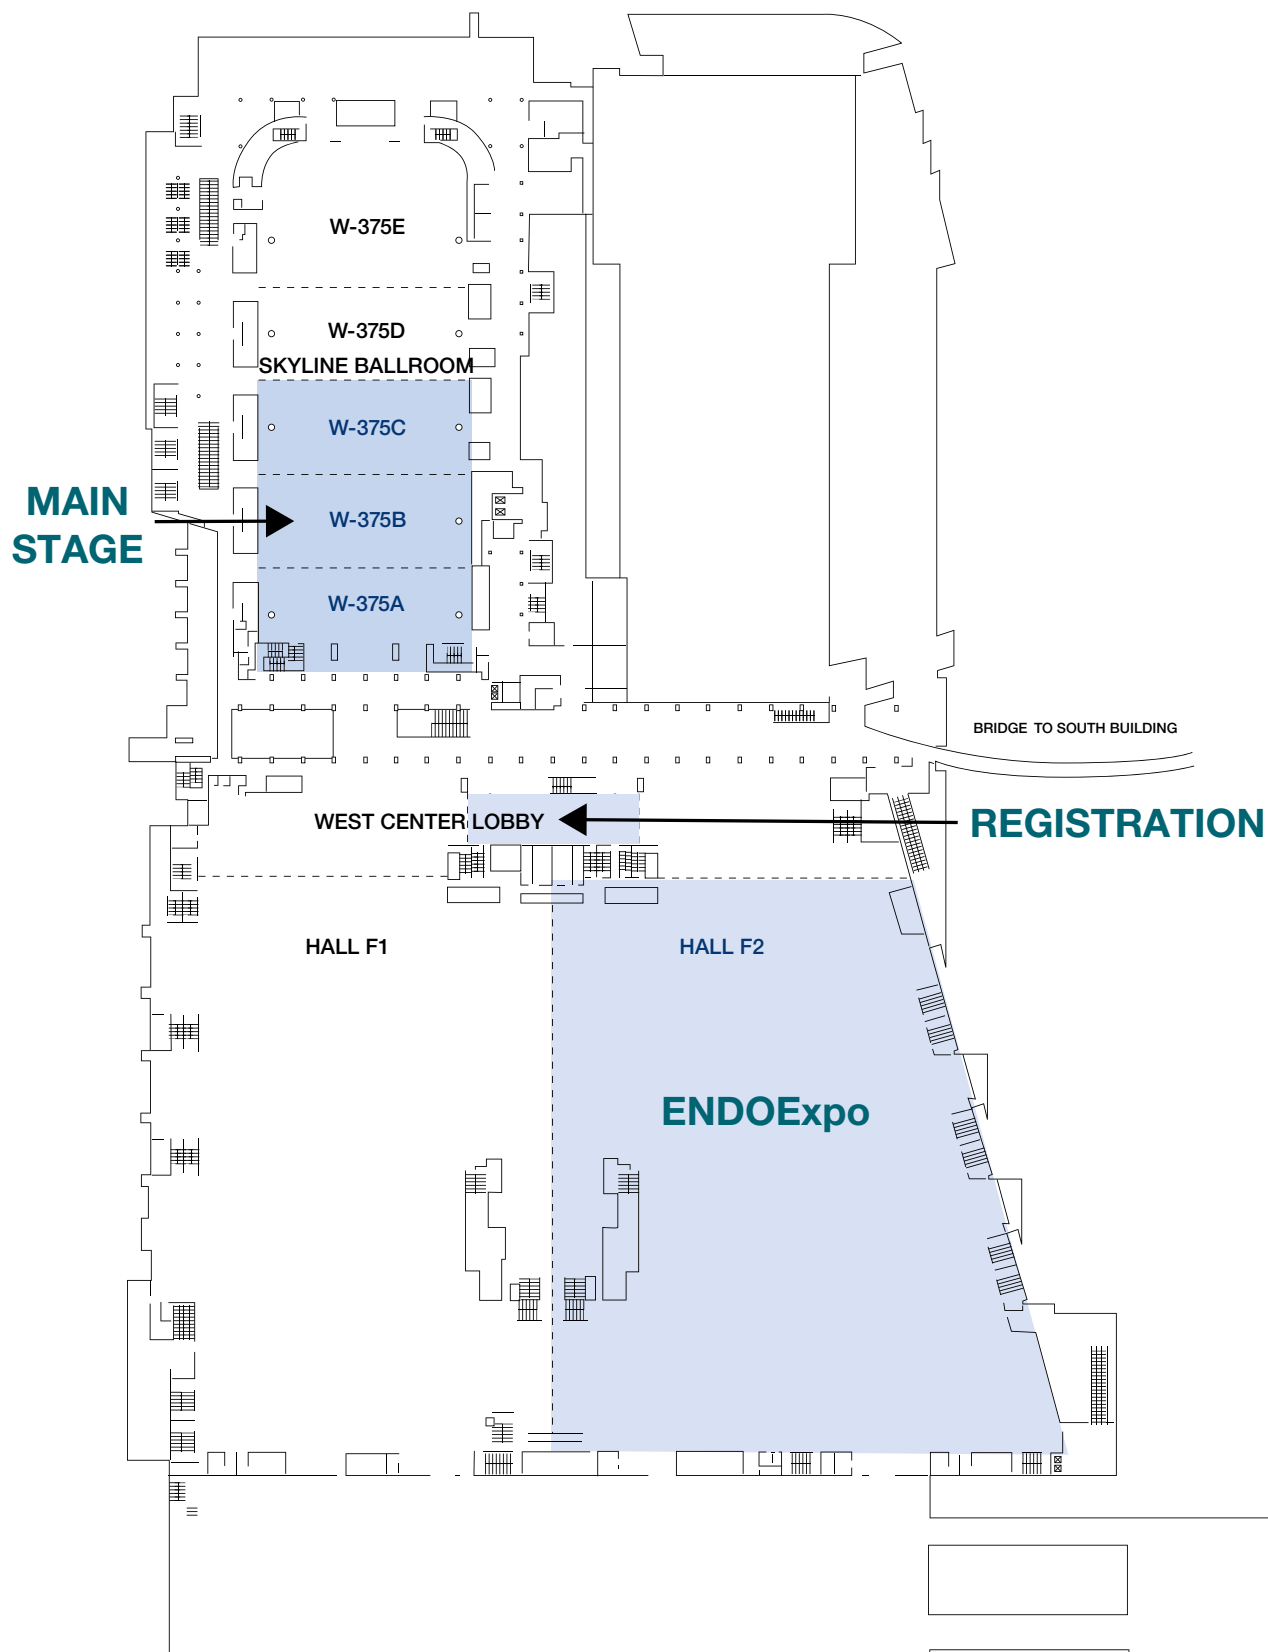 W-375E
W-375D
SKYLINE BALLROOM
W-375C
MAIN
STAGE
W-375B
W-375A
BRIDGE TO SOUTH BUILDING
WEST CENTER LOBBY
REGISTRATION
HALL F1
HALL F2
ENDOExpo